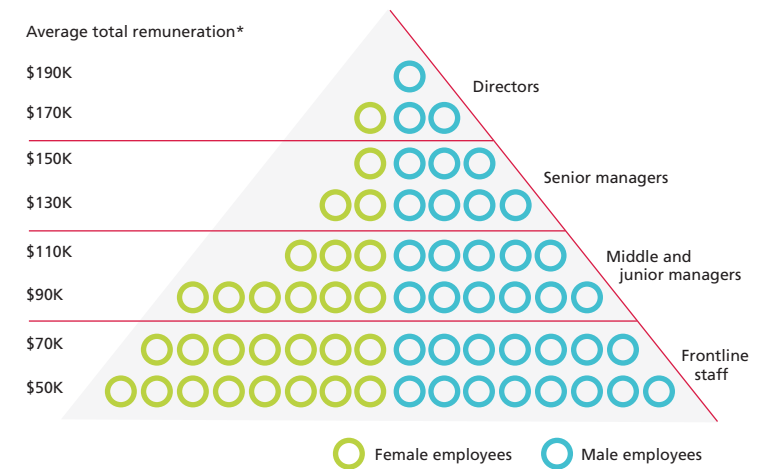 Average total remuneration*
$190K
Directors
$170K
$150K
Senior managers
$130K
$110K
Middle and
junior managers
$90K
$70K
Frontline
staff
$50K
Female employees
Male employees